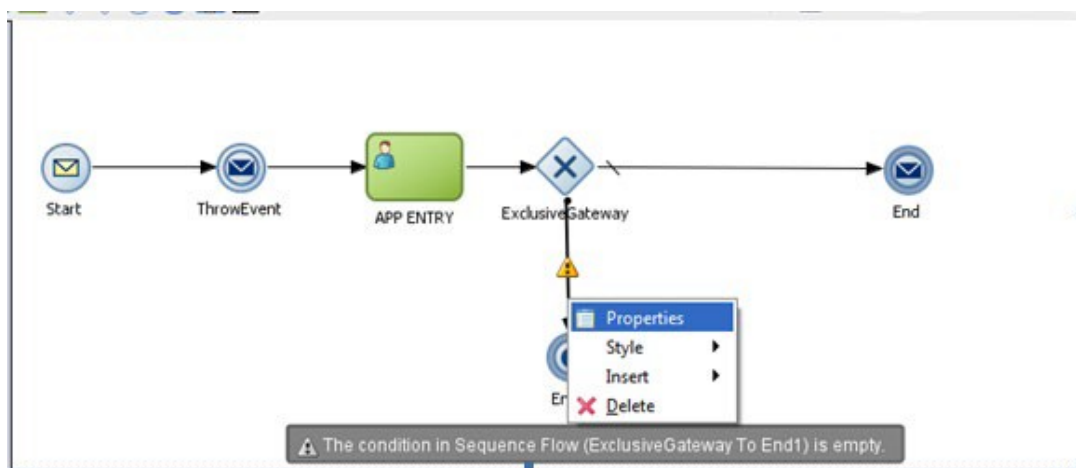 Start
ThrowEvent
APP ENTRY
ExclusiveGateway
End
Properties
Style
Insert
Delete
The condition in Sequence Flow (ExclusiveGateway To End1) is empty.